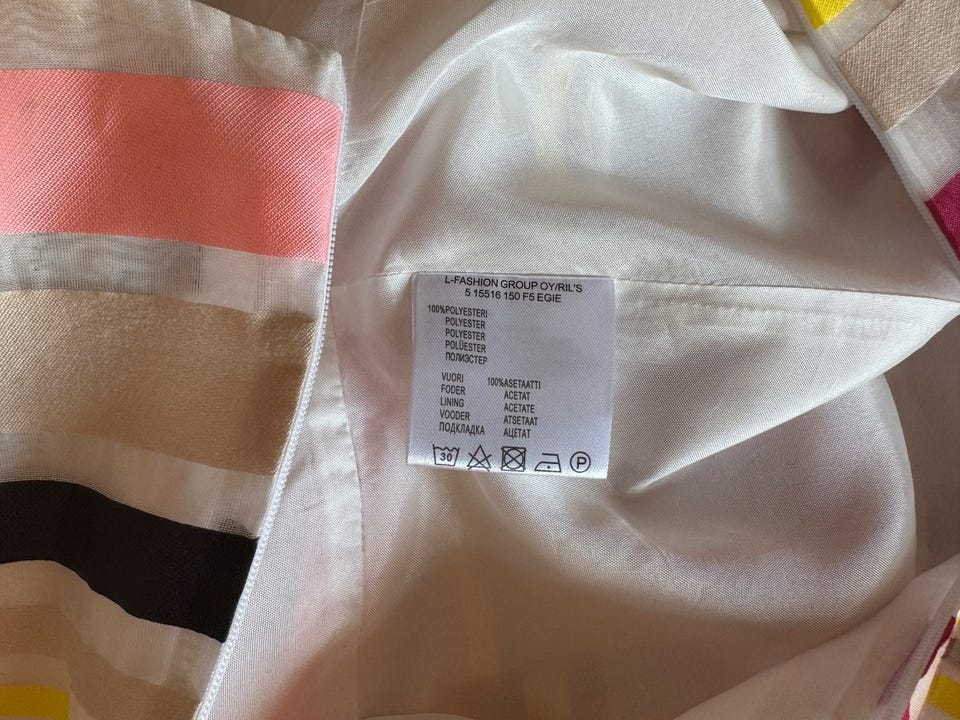 L-FASHION GROUP OY/RIL'S
5 15516 150 F5 EGIE
100%POLYESTERI
POLYESTER
POLYESTER
POLÜESTER
ПОЛИЭСТЕР
VUORI 100%ASETAATTI
FODER ACETAT
LINING ACETATE
VOODER ATSETAAT
ПОДКЛАДКА АЦЕТАТ
30 P